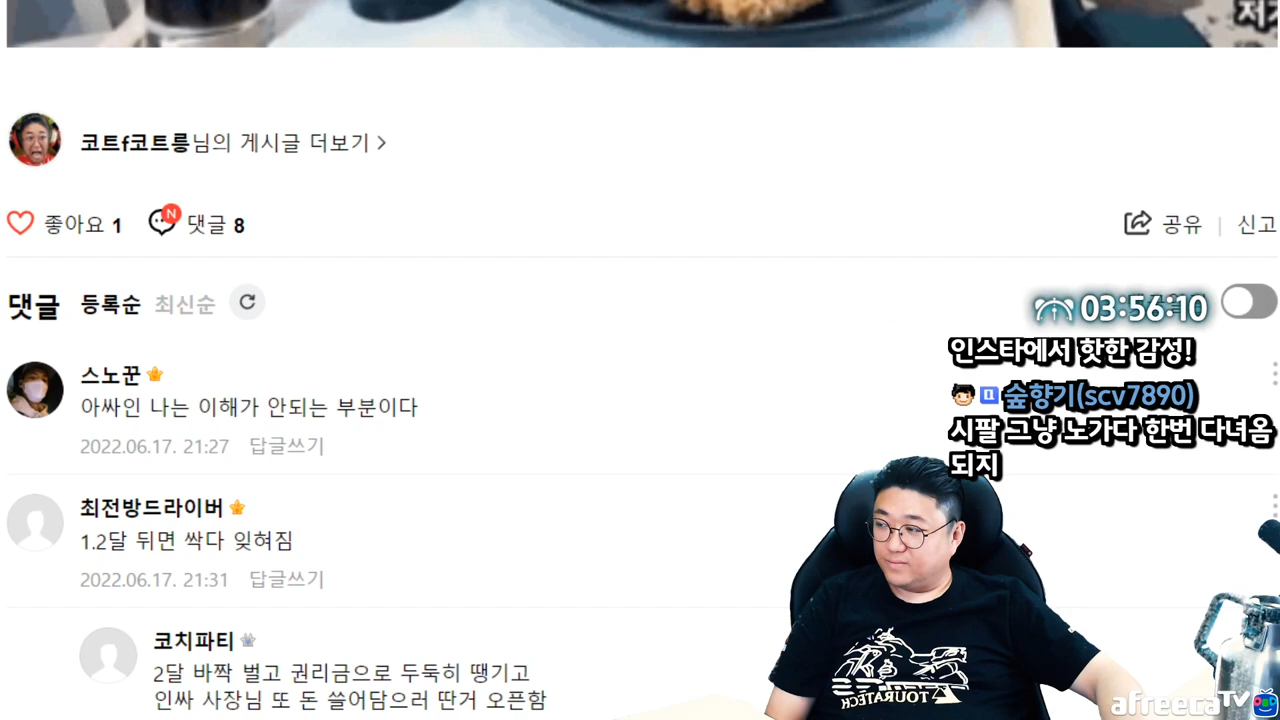 코트f코트릉님의 게시글 더보기 >
좋아요 1 댓글 8
N
공유 | 신고
댓글 등록순 최신순
03:56:10
인스타에서 핫한 감성!
숲향기(scv7890)
시팔 그냥 노가다 한번 다녀옴
되지
스노꾼
아싸인 나는 이해가 안되는 부분이다
2022.06.17. 21:27 답글쓰기
최전방드라이버
1.2달 뒤면 싹다 잊혀짐
2022.06.17. 21:31 답글쓰기
코치파티
2달 바짝 벌고 권리금으로 두둑히 땡기고
인싸 사장님 또 돈 쓸어담으러 딴거 오픈함
TOURATECH
afreecaTV